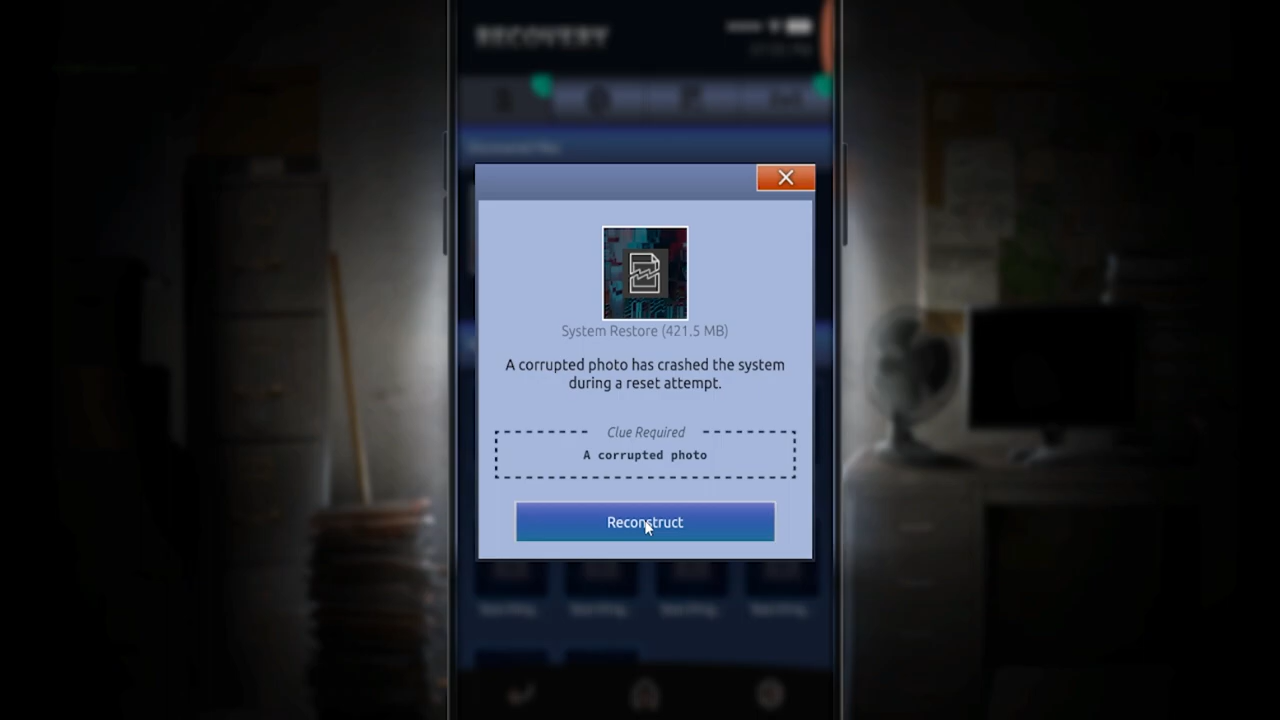 RECOVERY
System Restore (421.5 MB)
A corrupted photo has crashed the system
during a reset attempt.
Clue Required
A corrupted photo
Reconstruct